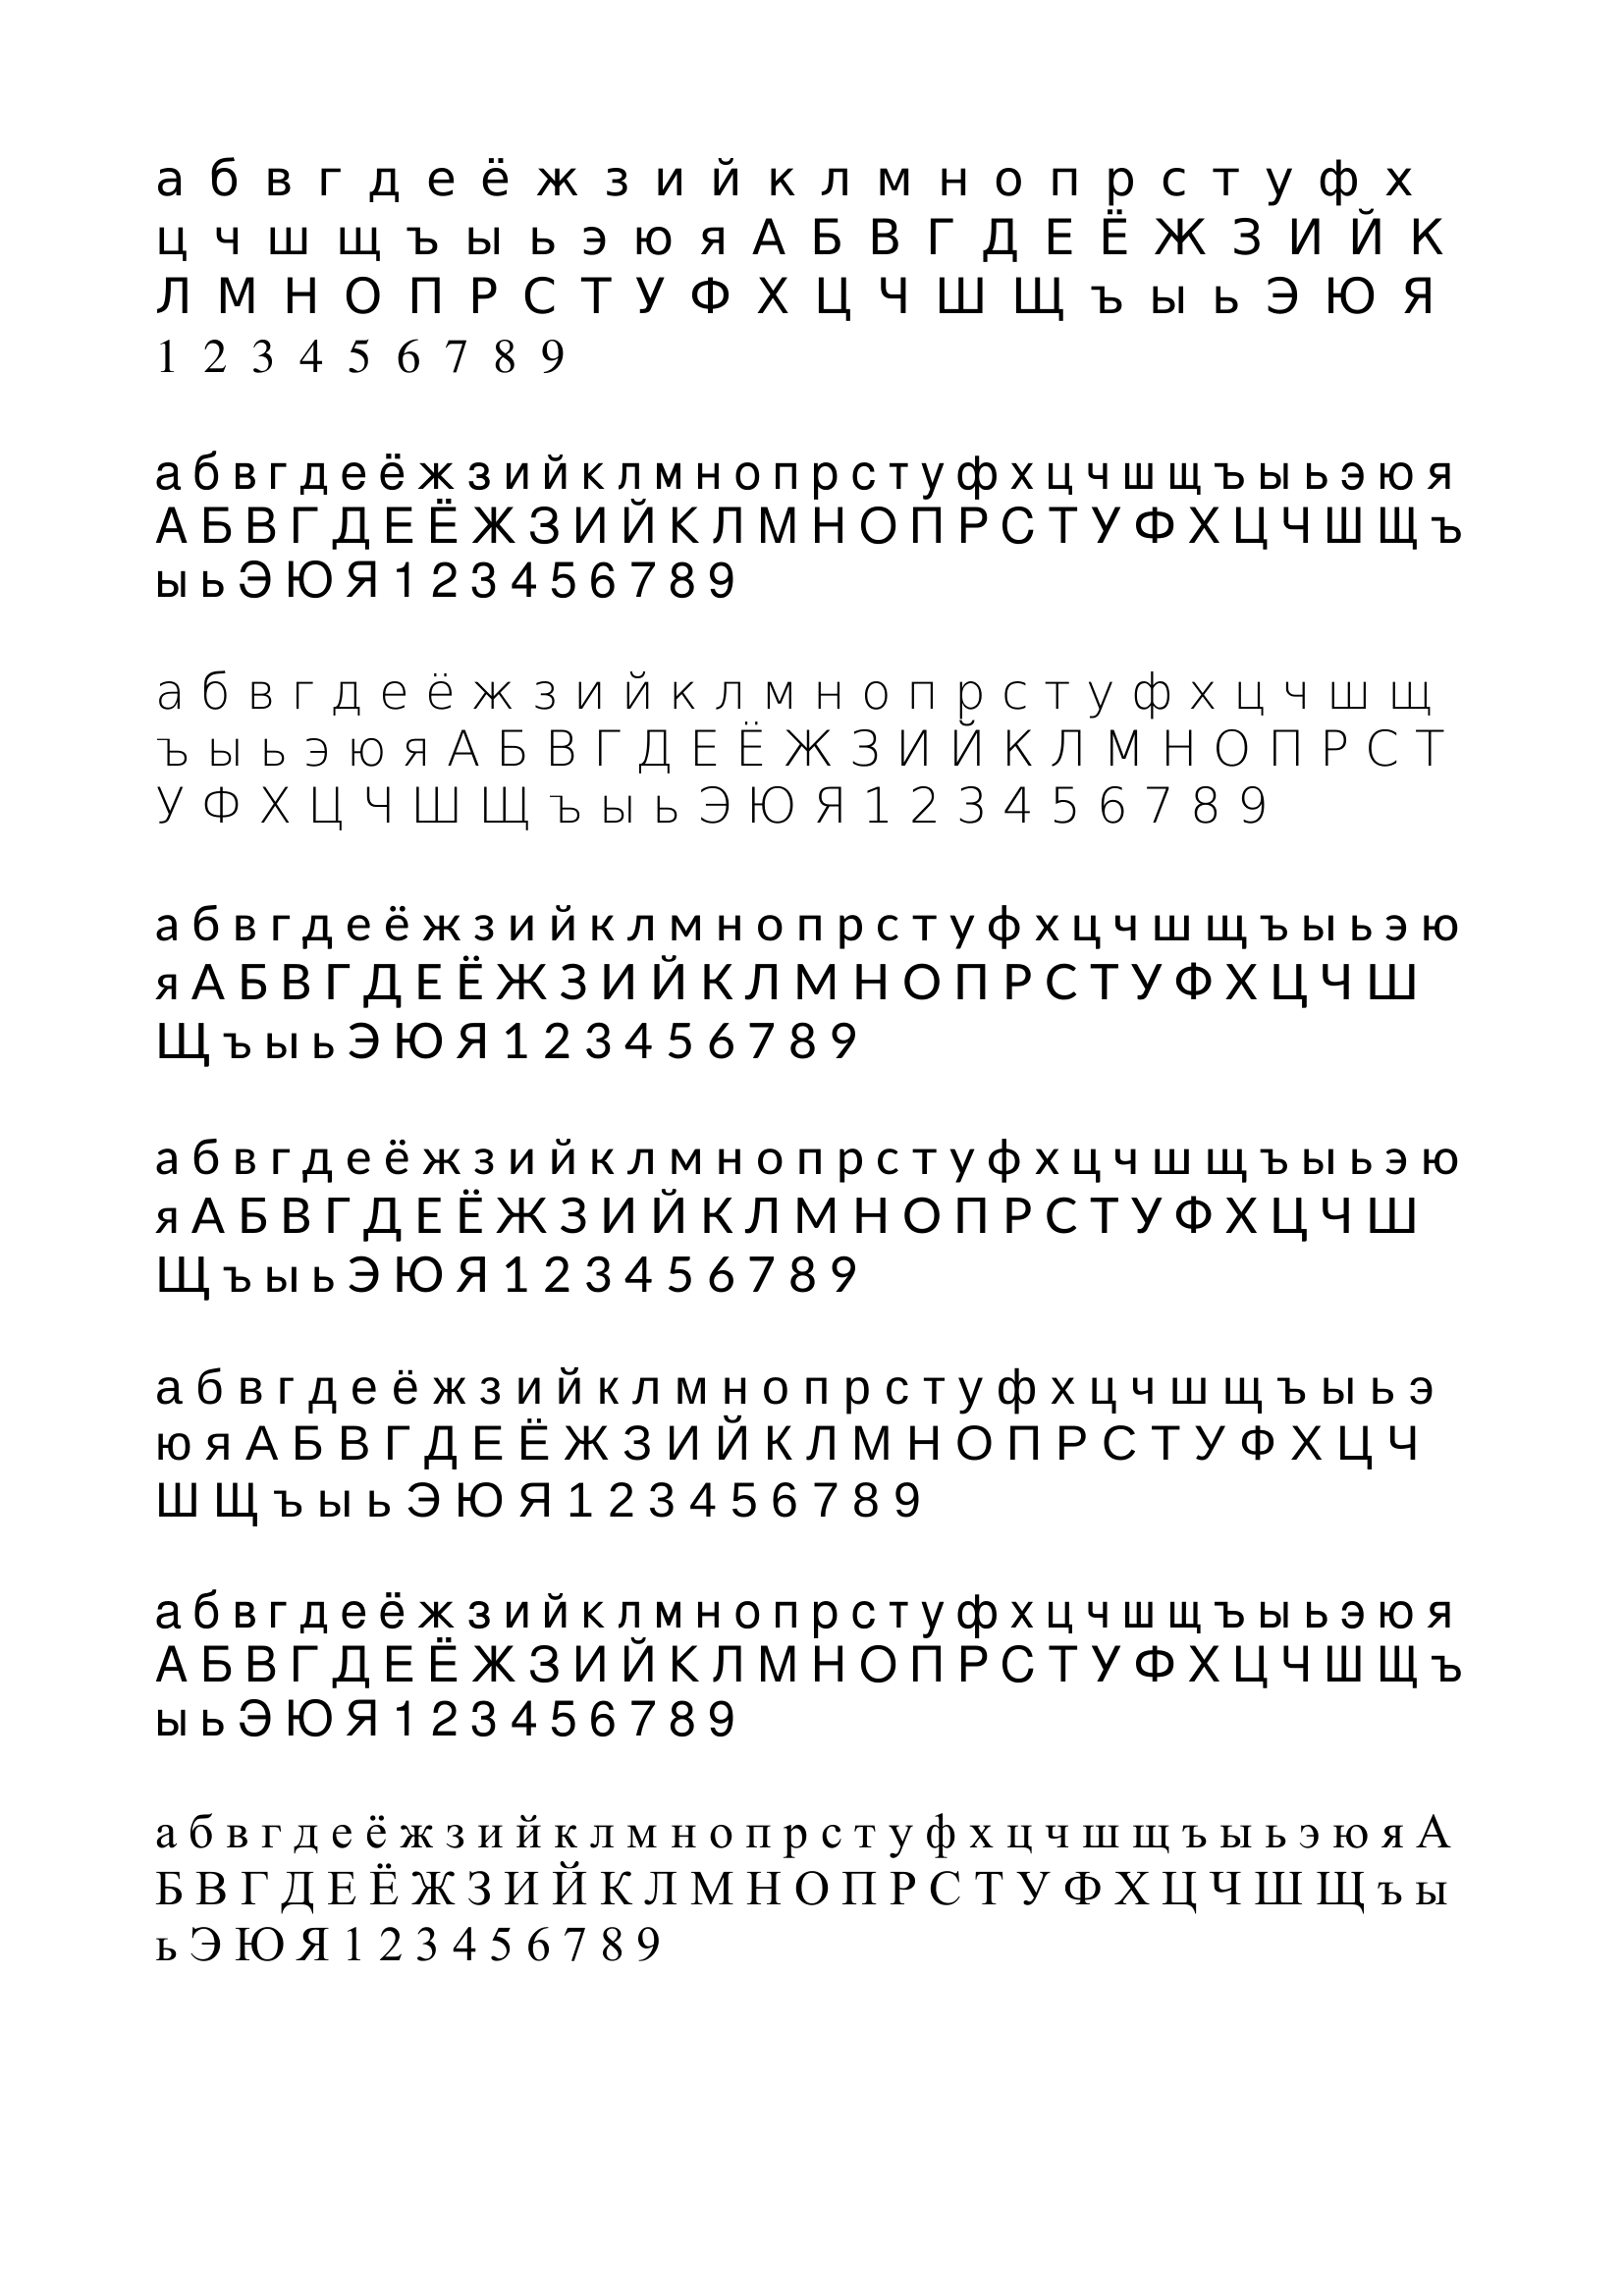 а б в г д е ё ж з и й к л м н о п р с т у ф х
ц ч ш щ ъ ы ь э ю я А Б В Г Д Е Ё Ж З И Й К
Л М Н О П Р С Т У Ф Х Ц Ч Ш Щ ъ ы ь Э Ю Я
1 2 3 4 5 6 7 8 9
а б в г д е ё ж з и й к л м н о п р с т у ф х ц ч ш щ ъ ы ь э ю я
А Б В Г Д Е Ё Ж З И Й К Л М Н О П Р С Т У Ф Х Ц Ч Ш Щ ъ
ы ь Э Ю Я 1 2 3 4 5 6 7 8 9
а б в г д е ё ж з и й к л м н о п р с т у ф х ц ч ш щ
ъ ы ь э ю я А Б В Г Д Е Ё Ж З И Й К Л М Н О П Р С Т
У Ф Х Ц Ч Ш Щ ъ ы ь Э Ю Я 1 2 3 4 5 6 7 8 9
а б в г д е ё ж з и й к л м н о п р с т у ф х ц ч ш щ ъ ы ь э ю
я А Б В Г Д Е Ё Ж З И Й К Л М Н О П Р С Т У Ф Х Ц Ч Ш
Щ ъ ы ь Э Ю Я 1 2 3 4 5 6 7 8 9
а б в г д е ё ж з и й к л м н о п р с т у ф х ц ч ш щ ъ ы ь э ю
я А Б В Г Д Е Ё Ж З И Й К Л М Н О П Р С Т У Ф Х Ц Ч Ш
Щ ъ ы ь Э Ю Я 1 2 3 4 5 6 7 8 9
а б в г д е ё ж з и й к л м н о п р с т у ф х ц ч ш щ ъ ы ь э
ю я А Б В Г Д Е Ё Ж З И Й К Л М Н О П Р С Т У Ф Х Ц Ч
Ш Щ ъ ы ь Э Ю Я 1 2 3 4 5 6 7 8 9
а б в г д е ё ж з и й к л м н о п р с т у ф х ц ч ш щ ъ ы ь э ю я
А Б В Г Д Е Ё Ж З И Й К Л М Н О П Р С Т У Ф Х Ц Ч Ш Щ ъ
ы ь Э Ю Я 1 2 3 4 5 6 7 8 9
а б в г д е ё ж з и й к л м н о п р с т у ф х ц ч ш щ ъ ы ь э ю я А
Б В Г Д Е Ё Ж З И Й К Л М Н О П Р С Т У Ф Х Ц Ч Ш Щ ъ ы
ь Э Ю Я 1 2 3 4 5 6 7 8 9